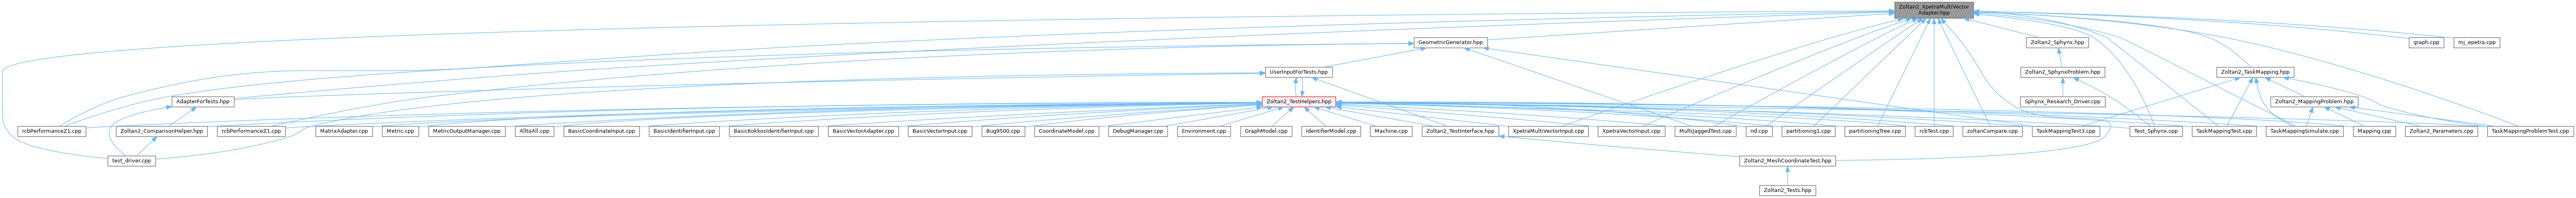 Zoltan2_XpetraMultiVector
Adapter.hpp
GeometricGenerator.hpp
Zoltan2_Sphynx.hpp
graph.cpp
mj_epetra.cpp
UserInputForTests.hpp
Zoltan2_SphynxProblem.hpp
Zoltan2_TaskMapping.hpp
AdapterForTests.hpp
Zoltan2_TestHelpers.hpp
Sphynx_Research_Driver.cpp
Zoltan2_MappingProblem.hpp
rcbPerformanceZ1.cpp
Zoltan2_ComparisonHelper.hpp
rcbPerformanceZ1.cpp
MatrixAdapter.cpp
Metric.cpp
MetricOutputManager.cpp
AlltoAll.cpp
BasicCoordinateInput.cpp
BasicIdentifierInput.cpp
BasicKokkosIdentifierInput.cpp
BasicVectorAdapter.cpp
BasicVectorInput.cpp
Bug9500.cpp
CoordinateModel.cpp
DebugManager.cpp
Environment.cpp
GraphModel.cpp
IdentifierModel.cpp
Machine.cpp
Zoltan2_TestInterface.hpp
XpetraMultiVectorInput.cpp
XpetraVectorInput.cpp
MultiJaggedTest.cpp
nd.cpp
partitioning1.cpp
partitioningTree.cpp
rcbTest.cpp
zoltanCompare.cpp
TaskMappingTest3.cpp
Test_Sphynx.cpp
TaskMappingTest.cpp
TaskMappingSimulate.cpp
Mapping.cpp
Zoltan2_Parameters.cpp
TaskMappingProblemTest.cpp
test_driver.cpp
Zoltan2_MeshCoordinateTest.hpp
Zoltan2_Tests.hpp